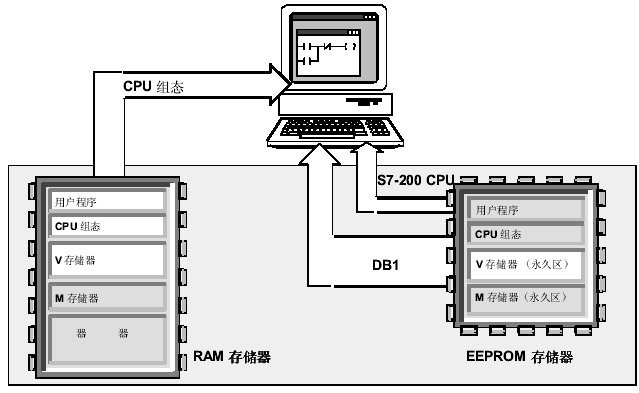 CPU 组态
S7-200 CPU
用户程序
CPU 组态
V 存储器
M 存储器
器 器
RAM 存储器
DB1
用户程序
CPU 组态
V 存储器（永久区）
M 存储器（永久区）
EEPROM 存储器